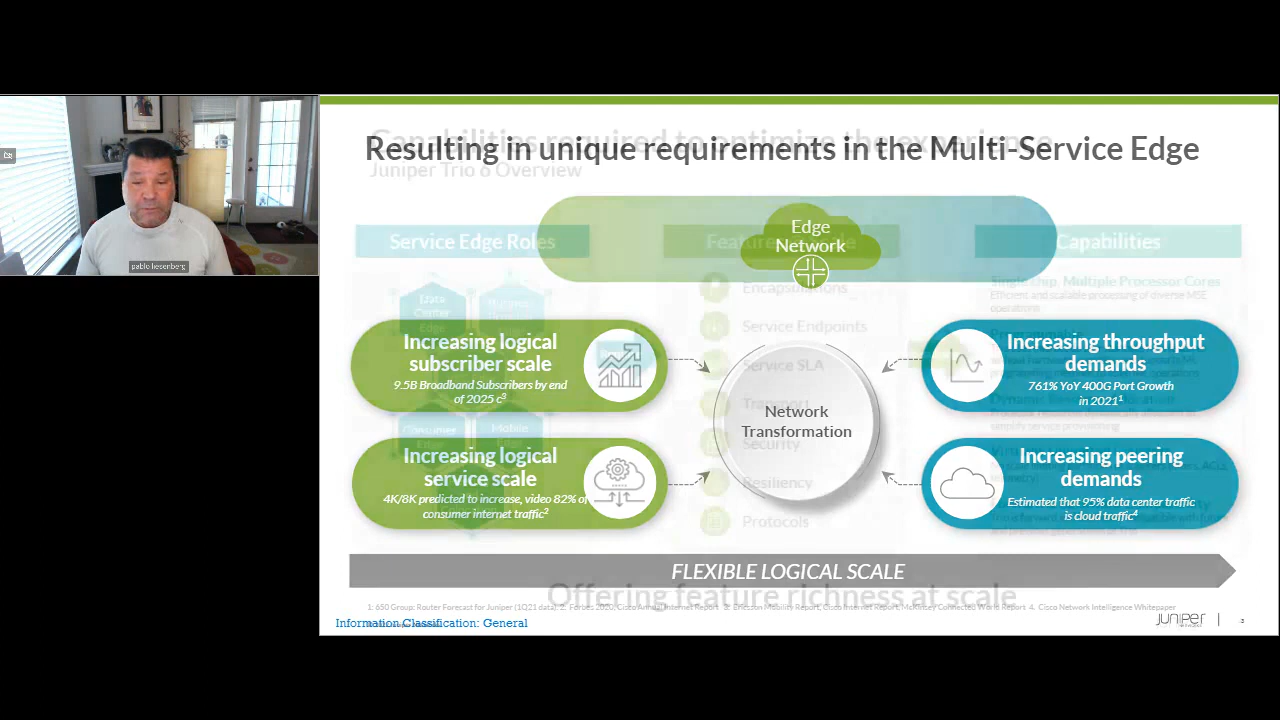 Resulting in unique requirements in the Multi-Service Edge
Capabilities required to optimize the experience
Juniper Trio 6 Overview
Edge
Network
Service Edge Roles
Capabilities
Encapsulations
Single chip, Multiple Processor Cores
Efficient and scalable processing of diverse MSE
operations
Data
Center
Edge
Service Endpoints
Increasing logical
subscriber scale
9.5B Broadband Subscribers by end
of 2025 c3
Service SLA
Increasing throughput
demands
761% YoY 400G Port Growth
in 20211
Transport
Network
Transformation
Consumer
Edge
Mobile
Edge
Security
Increasing logical
service scale
4K/8K predicted to increase, video 82% of
consumer internet traffic2
Resiliency
Increasing peering
demands
Estimated that 95% data center traffic
is cloud traffic4
Protocols
FLEXIBLE LOGICAL SCALE
Offering feature richness at scale
1: 650 Group: Router Forecast for Juniper (1Q21 data) 2: Forbes 2020, Cisco Annual Internet Report 3: Ericsson Mobility Report, Cisco Internet Report, McKinsey Connected World Report 4. Cisco Network Intelligence Whitepaper
Information Classification: General
JUNIPER
NETWORKS
3
pablo liesenberg